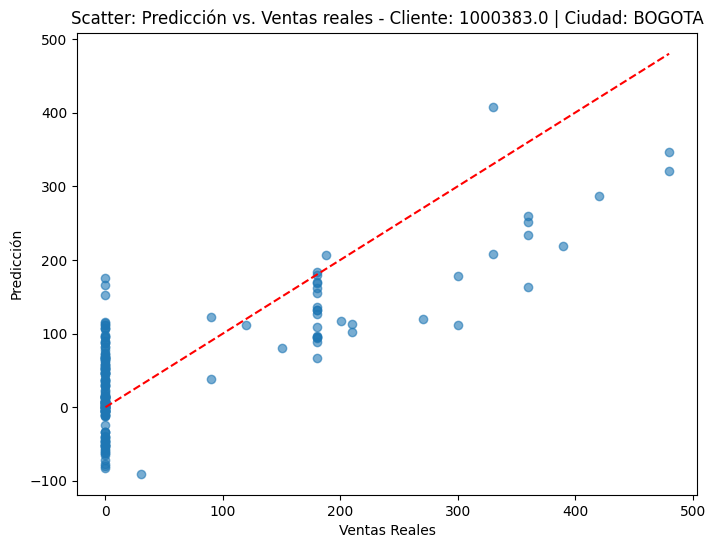 Scatter: Predicción vs. Ventas reales - Cliente: 1000383.0 | Ciudad: BOGOTA
500
400
300
200
100
0
−100
Predicción
0 100 200 300 400 500
Ventas Reales